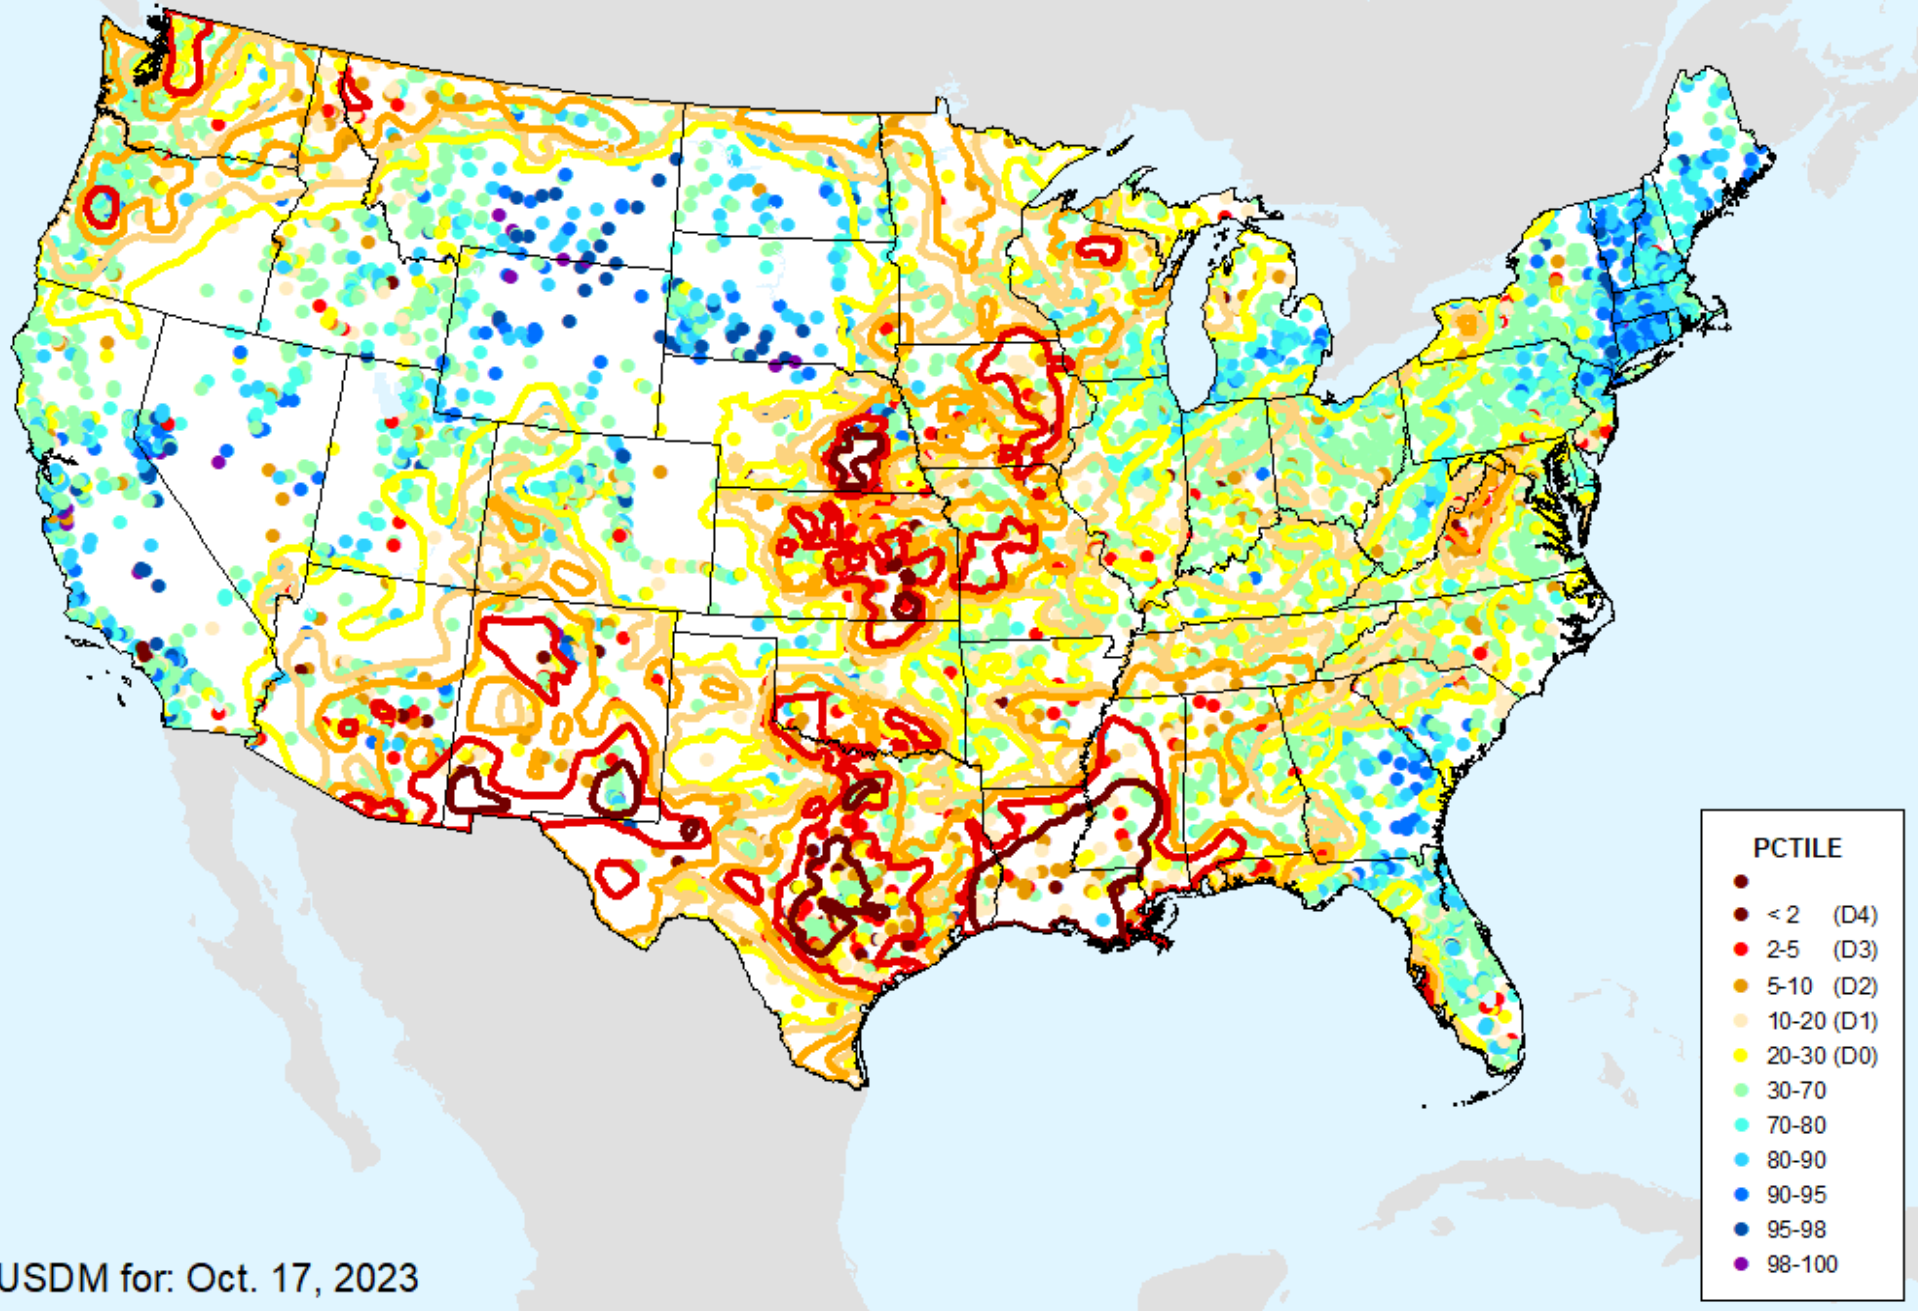 PCTILE
< 2 (D4)
2-5 (D3)
5-10 (D2)
10-20 (D1)
20-30 (D0)
30-70
70-80
80-90
90-95
95-98
98-100
USDM for: Oct. 17, 2023